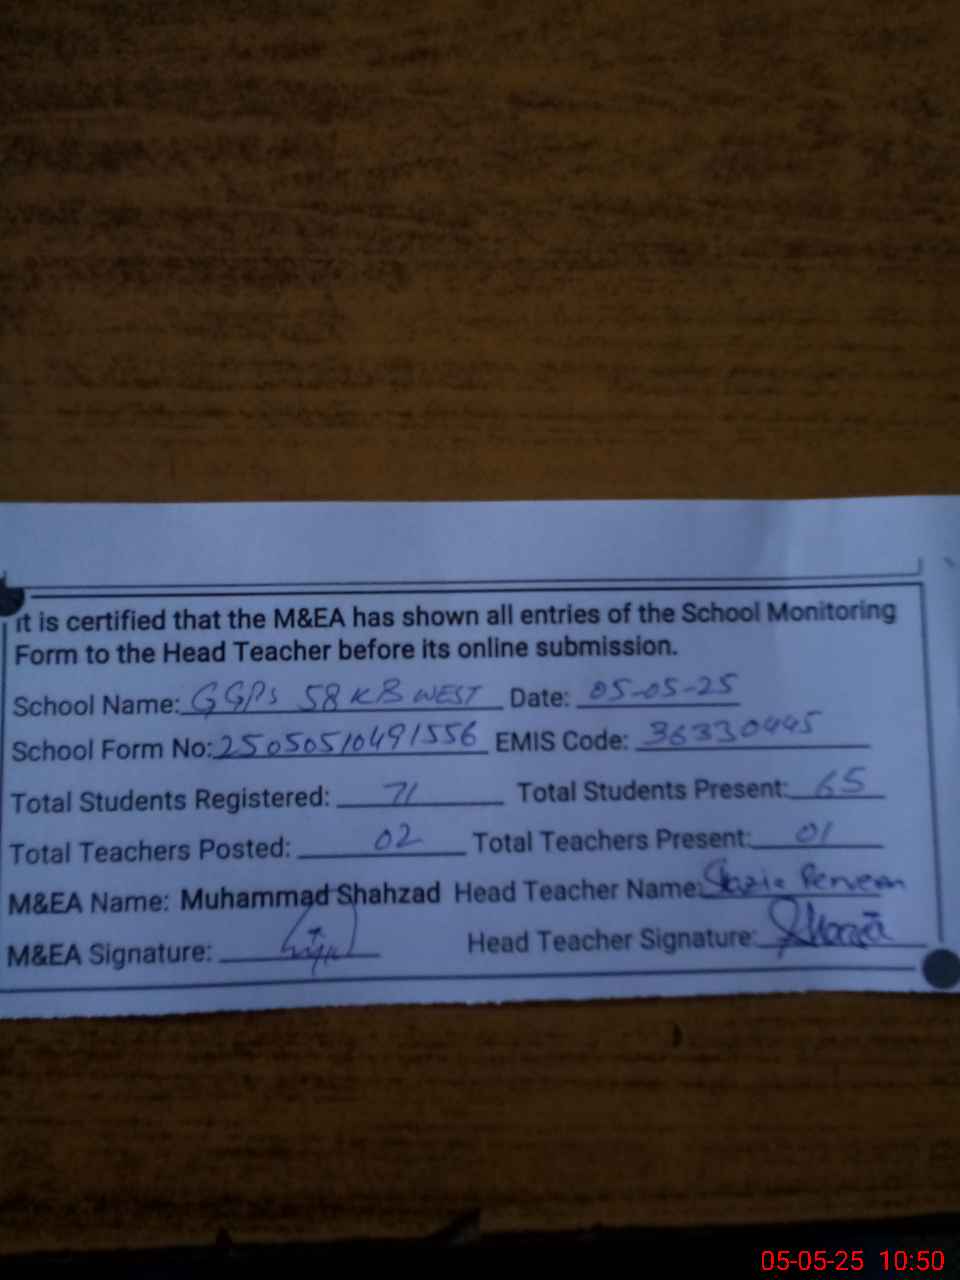 It is certified that the M&EA has shown all entries of the School Monitoring
Form to the Head Teacher before its online submission.
School Name: GGPS 58 KB WEST Date: 05-05-25
School Form No: 25050510491556 EMIS Code: 36330445
Total Students Registered: 71 Total Students Present: 65
Total Teachers Posted: 02 Total Teachers Present: 01
M&EA Name: Muhammad Shahzad Head Teacher Name: Shazia Perveen
M&EA Signature: Head Teacher Signature:
05-05-25 10:50